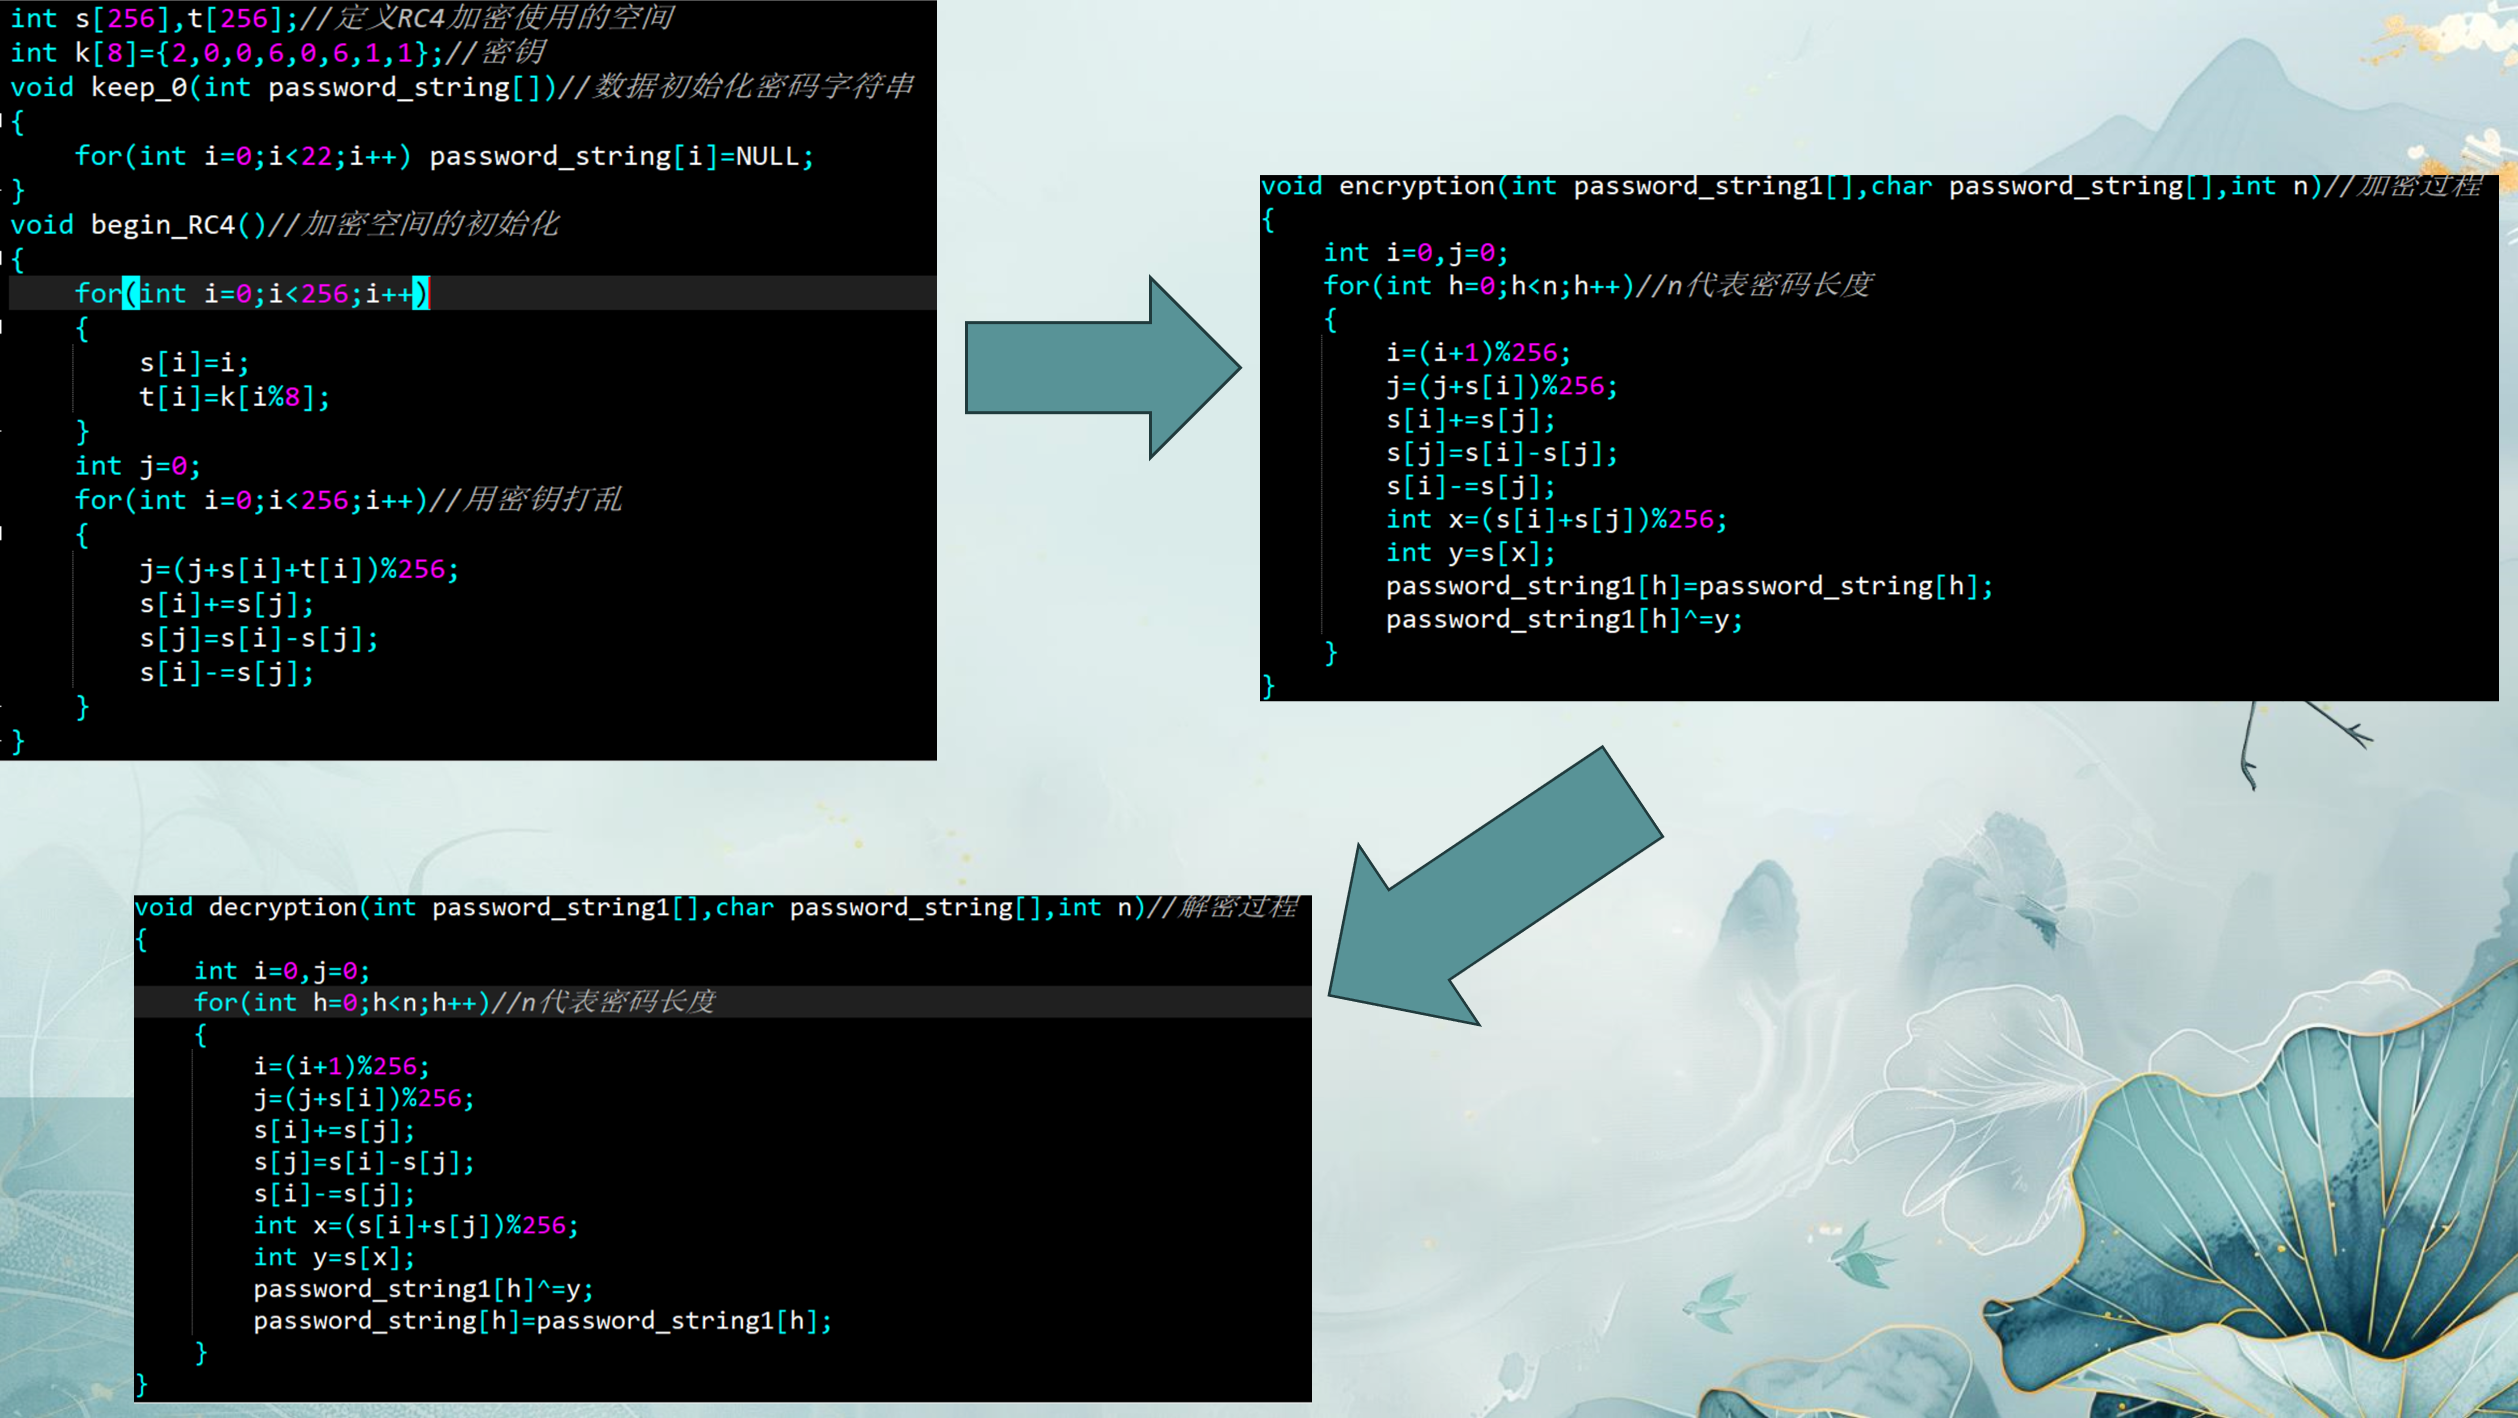 int s[256],t[256];//定义RC4加密使用的空间
int k[8]={2,0,0,6,0,6,1,1};//密钥
void keep_0(int password_string[])//数据初始化密码字符串
{
    for(int i=0;i<22;i++) password_string[i]=NULL;
}
void begin_RC4()//加密空间的初始化
{
    for(int i=0;i<256;i++)
    {
        s[i]=i;
        t[i]=k[i%8];
    }
    int j=0;
    for(int i=0;i<256;i++)//用密钥打乱
    {
        j=(j+s[i]+t[i])%256;
        s[i]+=s[j];
        s[j]=s[i]-s[j];
        s[i]-=s[j];
    }
}
void encryption(int password_string1[],char password_string[],int n)//加密过程
{
    int i=0,j=0;
    for(int h=0;h<n;h++)//n代表密码长度
    {
        i=(i+1)%256;
        j=(j+s[i])%256;
        s[i]+=s[j];
        s[j]=s[i]-s[j];
        s[i]-=s[j];
        int x=(s[i]+s[j])%256;
        int y=s[x];
        password_string1[h]=password_string[h];
        password_string1[h]^=y;
    }
}
void decryption(int password_string1[],char password_string[],int n)//解密过程
{
    int i=0,j=0;
    for(int h=0;h<n;h++)//n代表密码长度
    {
        i=(i+1)%256;
        j=(j+s[i])%256;
        s[i]+=s[j];
        s[j]=s[i]-s[j];
        s[i]-=s[j];
        int x=(s[i]+s[j])%256;
        int y=s[x];
        password_string1[h]^=y;
        password_string[h]=password_string1[h];
    }
}